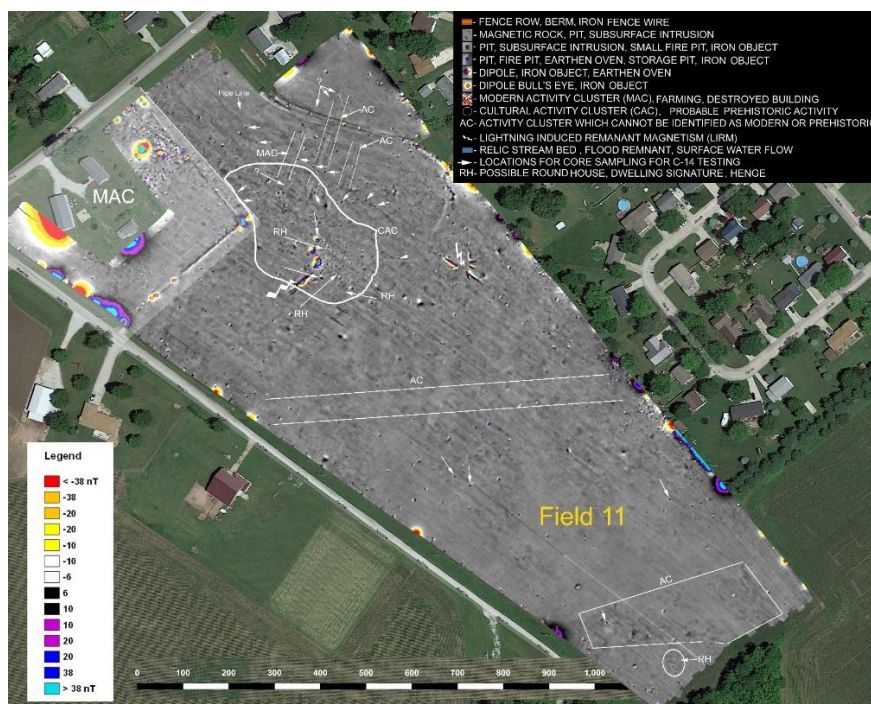 - FENCE ROW, BERM, IRON FENCE WIRE
- MAGNETIC ROCK, PIT, SUBSURFACE INTRUSION
- PIT, SUBSURFACE INTRUSION, SMALL FIRE PIT, IRON OBJECT
- PIT, FIRE PIT, EARTHEN OVEN, STORAGE PIT, IRON OBJECT
- DIPOLE, IRON OBJECT, EARTHEN OVEN
- DIPOLE BULL'S EYE, IRON OBJECT
- MODERN ACTIVITY CLUSTER (MAC), FARMING, DESTROYED BUILDING
- CULTURAL ACTIVITY CLUSTER (CAC), PROBABLE PREHISTORIC ACTIVITY
AC- ACTIVITY CLUSTER WHICH CANNOT BE IDENTIFIED AS MODERN OR PREHISTORIC
- LIGHTNING INDUCED REMANANT MAGNETISM (LIRM)
- RELIC STREAM BED, FLOOD REMNANT, SURFACE WATER FLOW
- LOCATIONS FOR CORE SAMPLING FOR C-14 TESTING
RH- POSSIBLE ROUND HOUSE, DWELLING SIGNATURE, HENGE
Pipe Line
?
AC
MAC
AC
?
MAC
CAC
RH
RH
RH
AC
Field 11
AC
RH
Legend
< -38 nT
-38
-20
-20
-10
-10
-6
6
10
10
20
20
38
> 38 nT
0 100 200 300 400 500 600 700 800 900 1,000